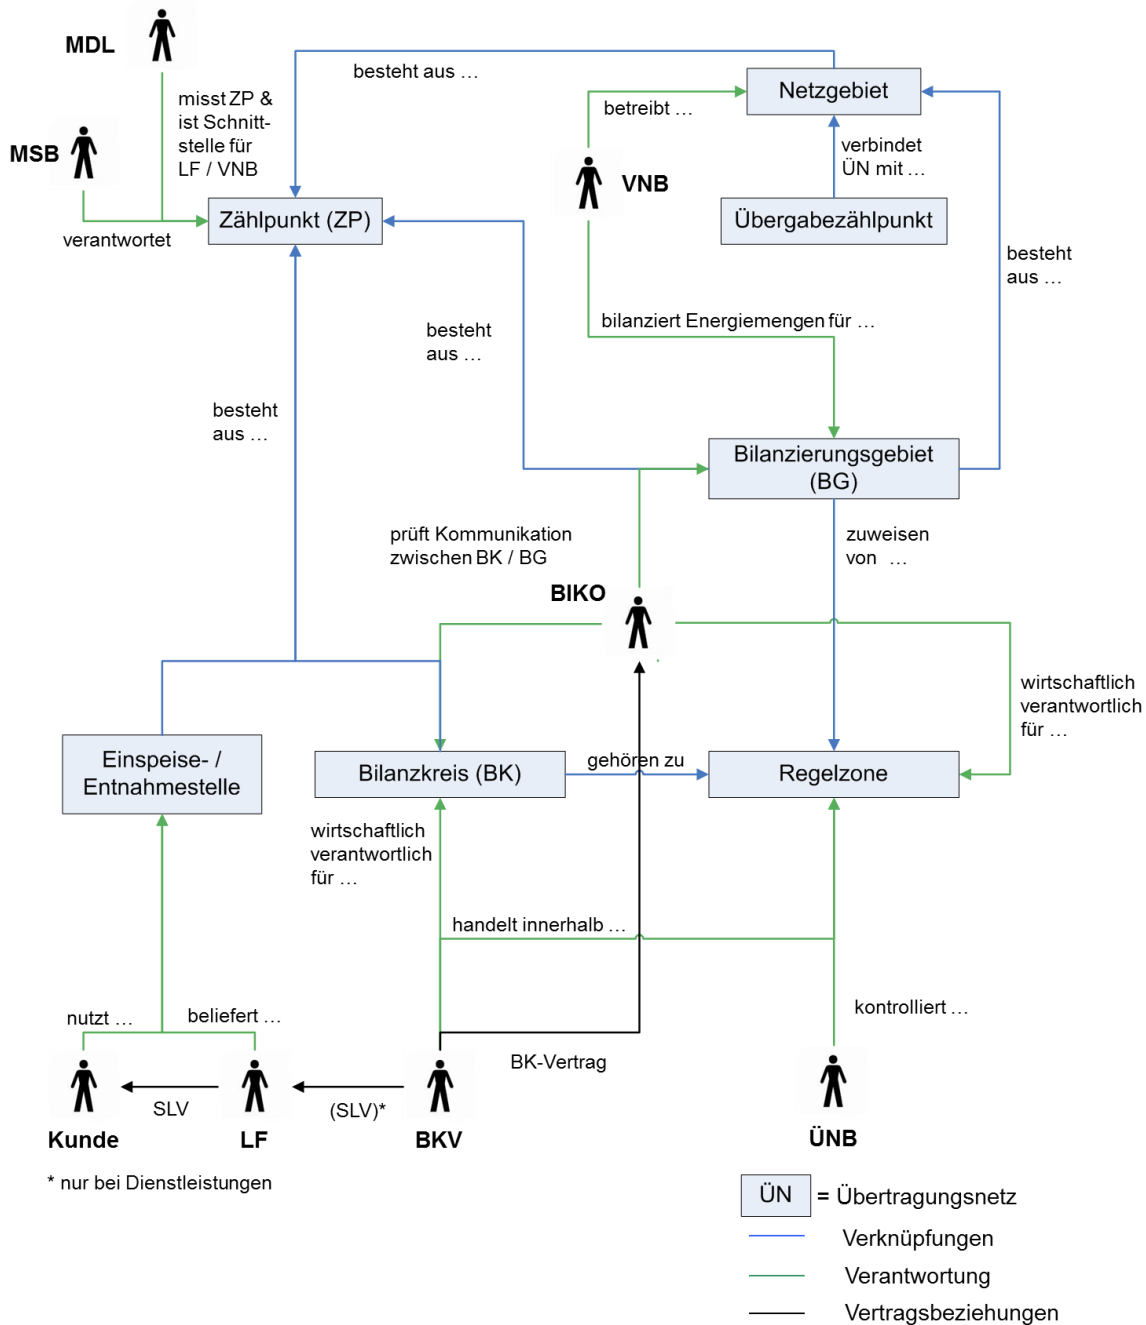 MDL
besteht aus …
Netzgebiet
misst ZP &
ist Schnitt-
stelle für
LF / VNB
betreibt …
MSB
verbindet
ÜN mit …
VNB
Zählpunkt (ZP)
Übergabezählpunkt
verantwortet
besteht
aus …
bilanziert Energiemengen für …
besteht
aus …
besteht
aus …
Bilanzierungsgebiet
(BG)
prüft Kommunikation
zwischen BK / BG
zuweisen
von …
BIKO
wirtschaftlich
verantwortlich
für …
Einspeise- /
Entnahmestelle
Bilanzkreis (BK)
gehören zu
Regelzone
wirtschaftlich
verantwortlich
für …
handelt innerhalb …
nutzt …
beliefert …
kontrolliert …
BK-Vertrag
SLV
(SLV)*
Kunde
LF
BKV
ÜNB
* nur bei Dienstleistungen
ÜN = Übertragungsnetz
Verknüpfungen
Verantwortung
Vertragsbeziehungen